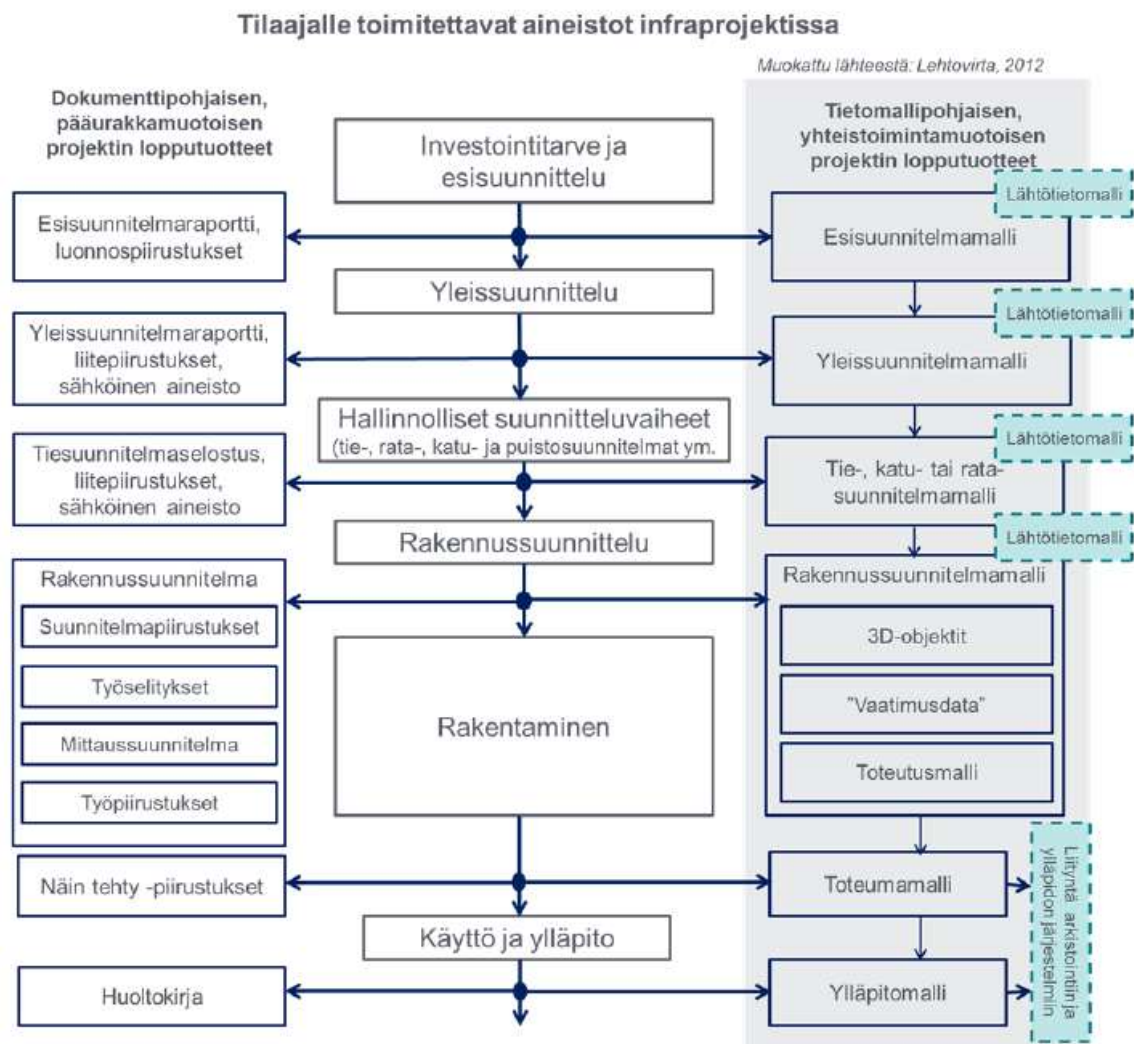 Tilaajalle toimitettavat aineistot infraprojektissa
Muokattu lähteestä: Lehtovirta, 2012
Dokumenttipohjaisen,
pääurakkamuotoisen
projektin lopputuotteet
Tietomallipohjaisen,
yhteistoimintamuotoisen
projektin lopputuotteet
Investointitarve ja
esisuunnittelu
Lähtötietomalli
Esisuunnitelmaraportti,
luonnospiirustukset
Esisuunnitelmamalli
Yleissuunnittelu
Lähtötietomalli
Yleissuunnitelmaraportti,
liitepiirustukset,
sähköinen aineisto
Yleissuunnitelmamalli
Hallinnolliset suunnitteluvaiheet
(tie-, rata-, katu- ja puistosuunnitelmat ym.
Lähtötietomalli
Tiesuunnitelmaselostus,
liitepiirustukset,
sähköinen aineisto
Tie-, katu- tai rata-
suunnitelmamalli
Rakennussuunnittelu
Lähtötietomalli
Rakennussuunnitelma
Suunnitelmapiirustukset
Työselitykset
Mittaussuunnitelma
Työpiirustukset
Rakentaminen
Rakennussuunnitelmamalli
3D-objektit
"Vaatimusdata"
Toteutusmalli
Näin tehty -piirustukset
Toteumamalli
Käyttö ja ylläpito
Huoltokirja
Ylläpitomalli
Liityntä arkistointiin ja
ylläpidon järjestelmiin